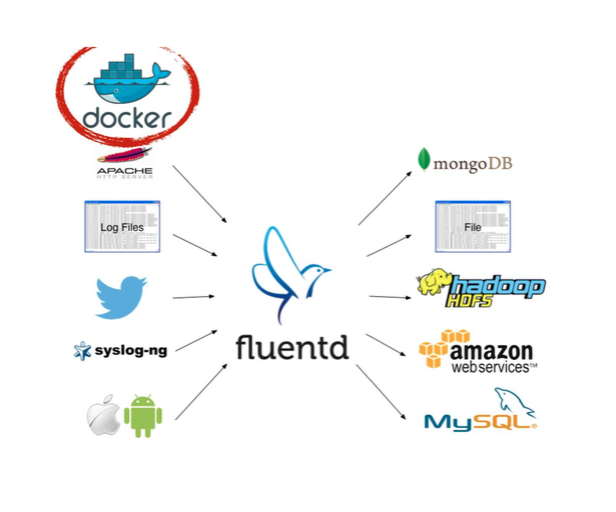 docker
APACHE
HTTP SERVER
Log Files
syslog-ng
fluentd
mongoDB
File
hadoop
HDFS
amazon
webservices™
MySQL®